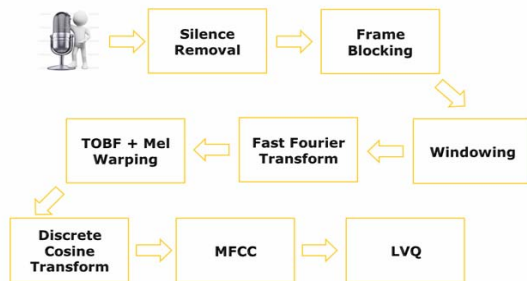 Silence
Removal
Frame
Blocking
Windowing
Fast Fourier
Transform
TOBF + Mel
Warping
Discrete
Cosine
Transform
MFCC
LVQ